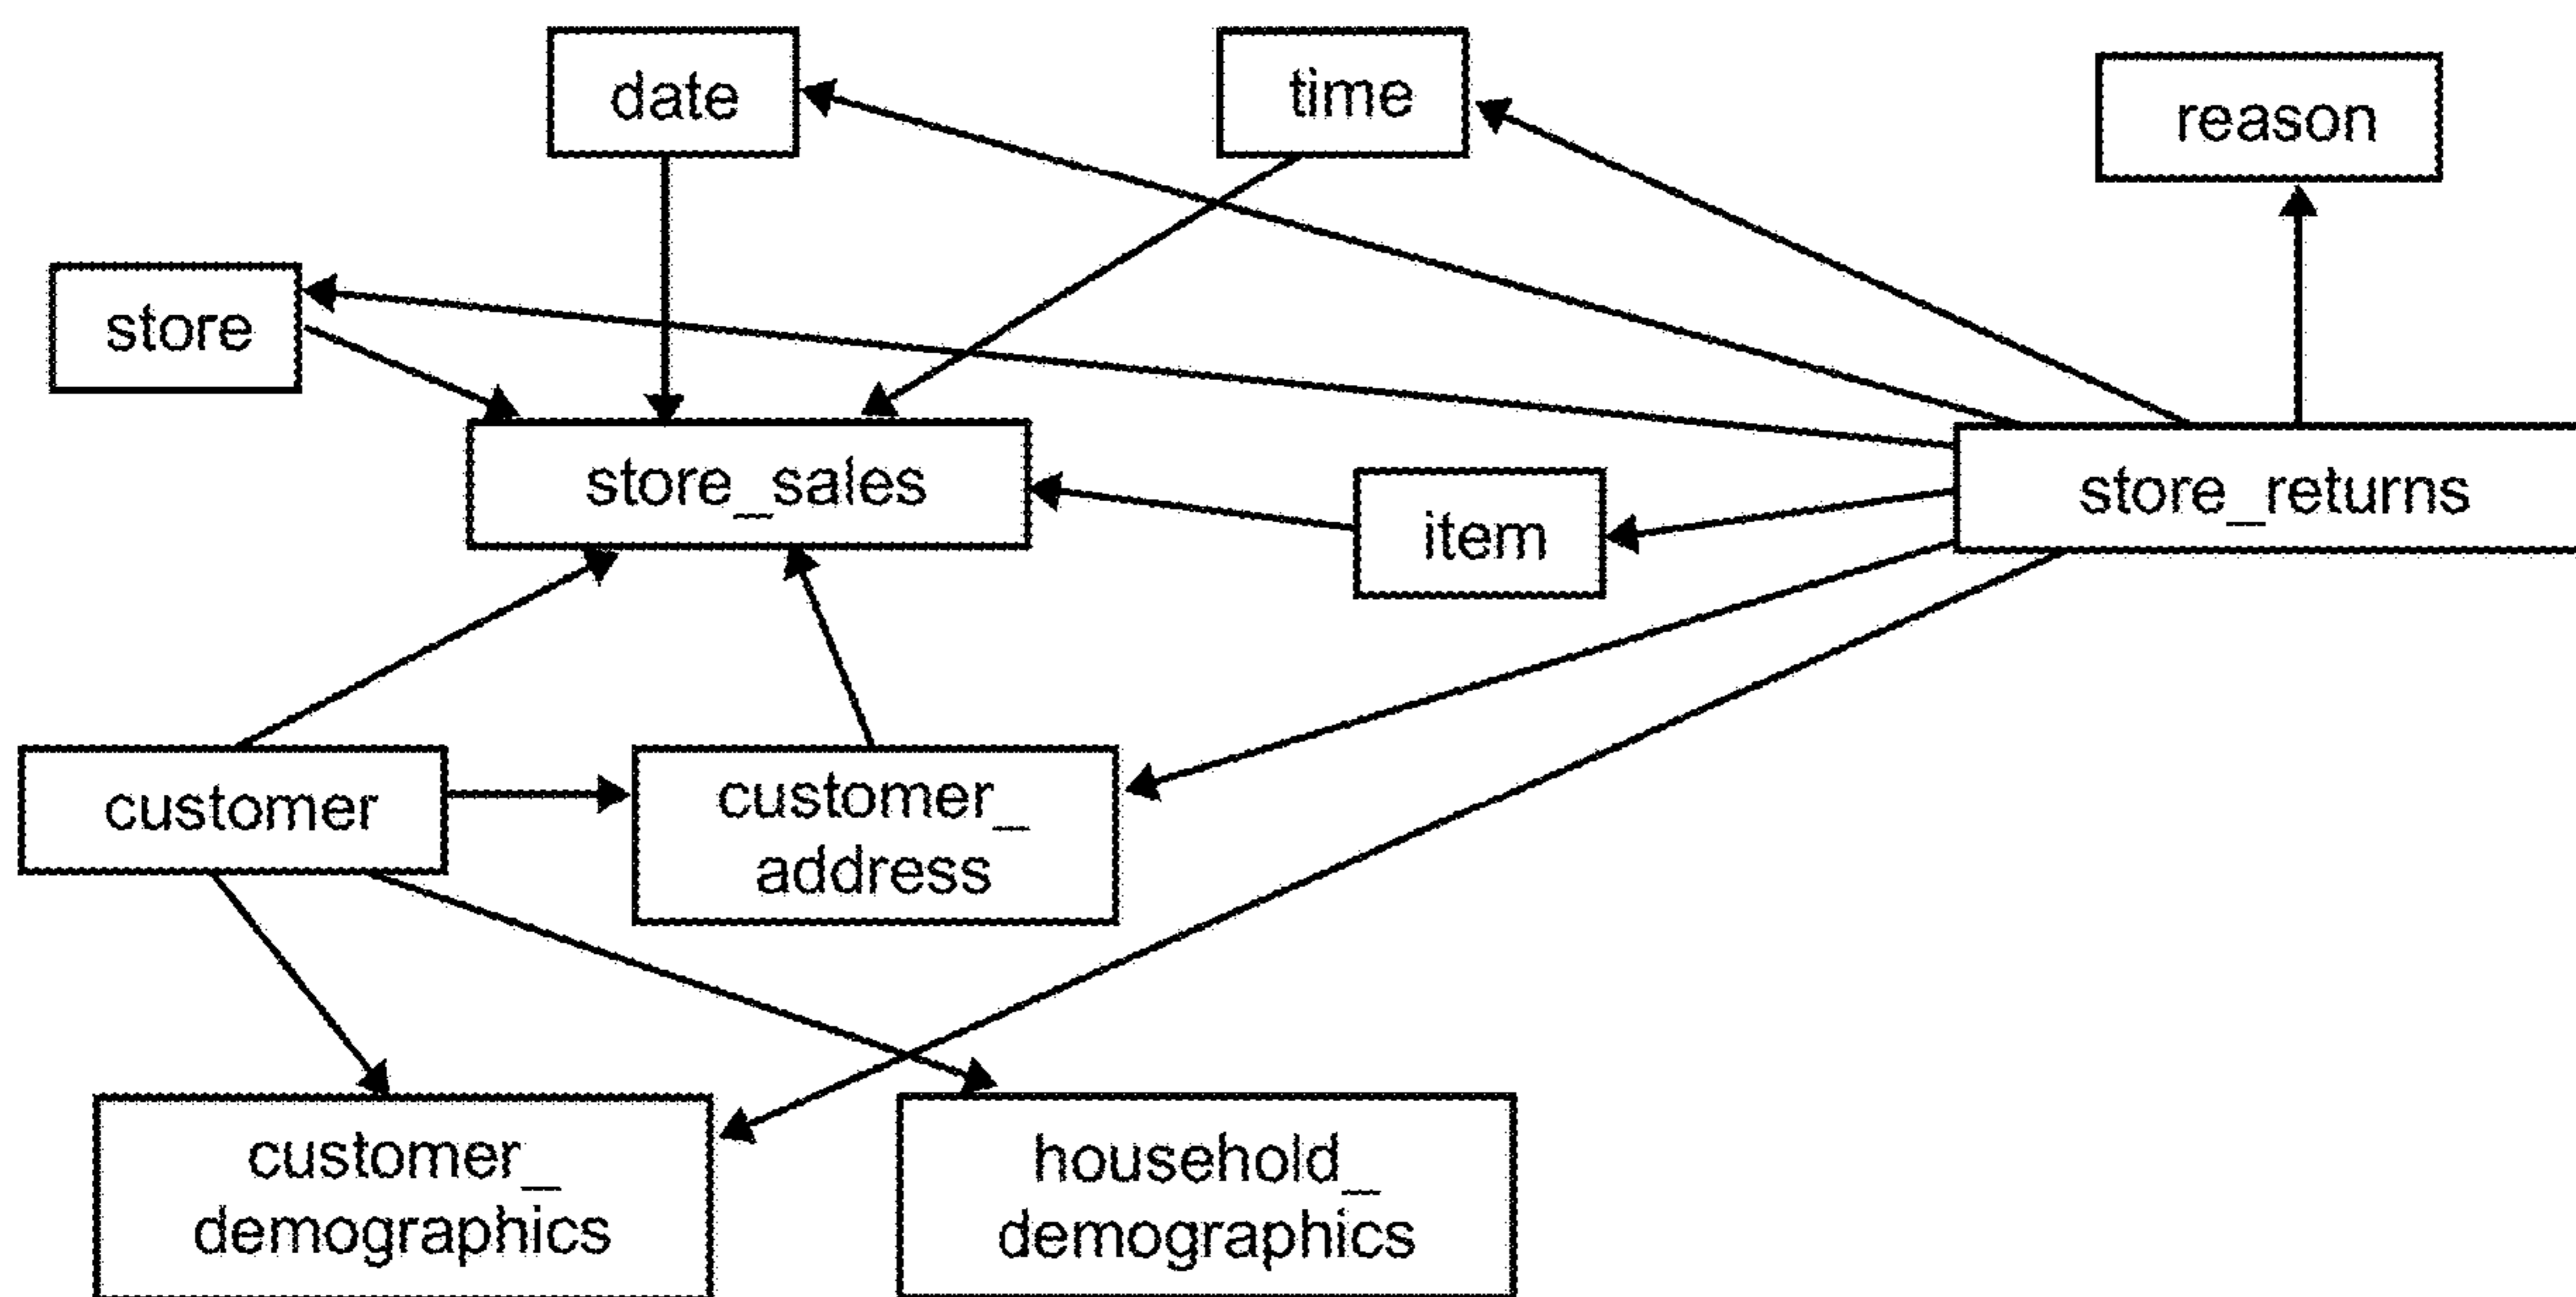 date
time
reason
store
store_sales
item
store_returns
customer
customer_
address
customer_
demographics
household_
demographics